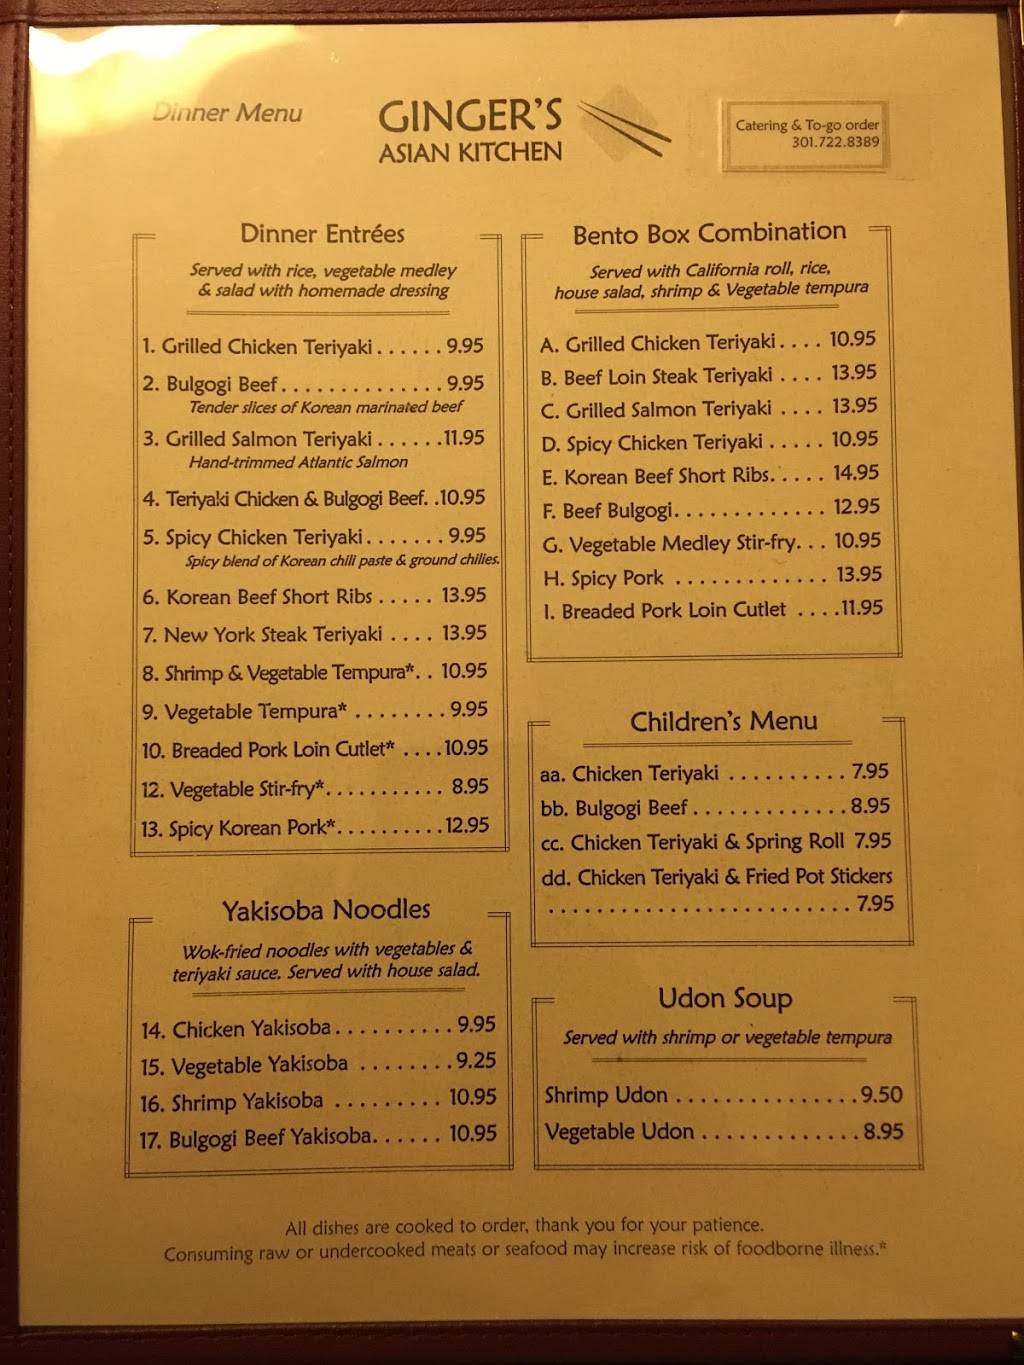 Dinner Menu
GINGER'S
ASIAN KITCHEN
Catering & To-go order
301.722.8389
Dinner Entrées
Served with rice, vegetable medley
& salad with homemade dressing
1. Grilled Chicken Teriyaki . . . . . . 9.95
2. Bulgogi Beef . . . . . . . . . . . . . . 9.95
Tender slices of Korean marinated beef
3. Grilled Salmon Teriyaki . . . . . . .11.95
Hand-trimmed Atlantic Salmon
4. Teriyaki Chicken & Bulgogi Beef. .10.95
5. Spicy Chicken Teriyaki . . . . . . . 9.95
Spicy blend of Korean chili paste & ground chilies.
6. Korean Beef Short Ribs . . . . . 13.95
7. New York Steak Teriyaki . . . . 13.95
8. Shrimp & Vegetable Tempura*. . 10.95
9. Vegetable Tempura* . . . . . . . . 9.95
10. Breaded Pork Loin Cutlet* . . . .10.95
12. Vegetable Stir-fry*. . . . . . . . . . . 8.95
13. Spicy Korean Pork*. . . . . . . . . .12.95
Yakisoba Noodles
Wok-fried noodles with vegetables &
teriyaki sauce. Served with house salad.
14. Chicken Yakisoba . . . . . . . . . . 9.95
15. Vegetable Yakisoba . . . . . . . . 9.25
16. Shrimp Yakisoba . . . . . . . . . 10.95
17. Bulgogi Beef Yakisoba. . . . . . 10.95
Bento Box Combination
Served with California roll, rice,
house salad, shrimp & Vegetable tempura
A. Grilled Chicken Teriyaki . . . . 10.95
B. Beef Loin Steak Teriyaki . . . . 13.95
C. Grilled Salmon Teriyaki . . . . 13.95
D. Spicy Chicken Teriyaki . . . . . 10.95
E. Korean Beef Short Ribs. . . . . 14.95
F. Beef Bulgogi. . . . . . . . . . . . . 12.95
G. Vegetable Medley Stir-fry. . . 10.95
H. Spicy Pork . . . . . . . . . . . . . 13.95
I. Breaded Pork Loin Cutlet . . . .11.95
Children's Menu
aa. Chicken Teriyaki . . . . . . . . . . 7.95
bb. Bulgogi Beef . . . . . . . . . . . . . 8.95
cc. Chicken Teriyaki & Spring Roll 7.95
dd. Chicken Teriyaki & Fried Pot Stickers
. . . . . . . . . . . . . . . . . . . . . . . . . 7.95
Udon Soup
Served with shrimp or vegetable tempura
Shrimp Udon . . . . . . . . . . . . . . . 9.50
Vegetable Udon . . . . . . . . . . . . . 8.95
All dishes are cooked to order, thank you for your patience.
Consuming raw or undercooked meats or seafood may increase risk of foodborne illness.*